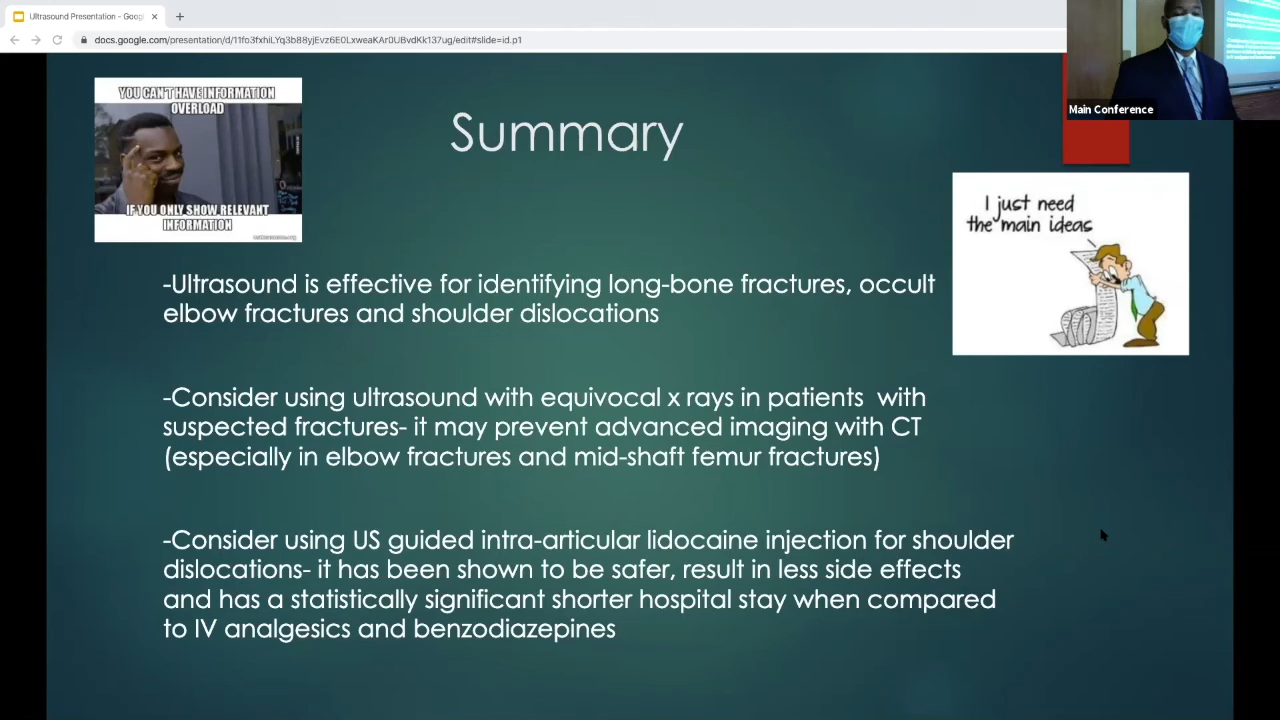 Ultrasound Presentation - Goog
docs.google.com/presentation/d/11fo3fxhiLYq3b88yjEvz6E0LxweaKAr0UBvdKk137ug/edit#slide=id.p1
Main Conference
YOU CAN'T HAVE INFORMATION
OVERLOAD
IF YOU ONLY SHOW RELEVANT
INFORMATION
Summary
I just need
the main ideas
-Ultrasound is effective for identifying long-bone fractures, occult
elbow fractures and shoulder dislocations
-Consider using ultrasound with equivocal x rays in patients with
suspected fractures- it may prevent advanced imaging with CT
(especially in elbow fractures and mid-shaft femur fractures)
-Consider using US guided intra-articular lidocaine injection for shoulder
dislocations- it has been shown to be safer, result in less side effects
and has a statistically significant shorter hospital stay when compared
to IV analgesics and benzodiazepines